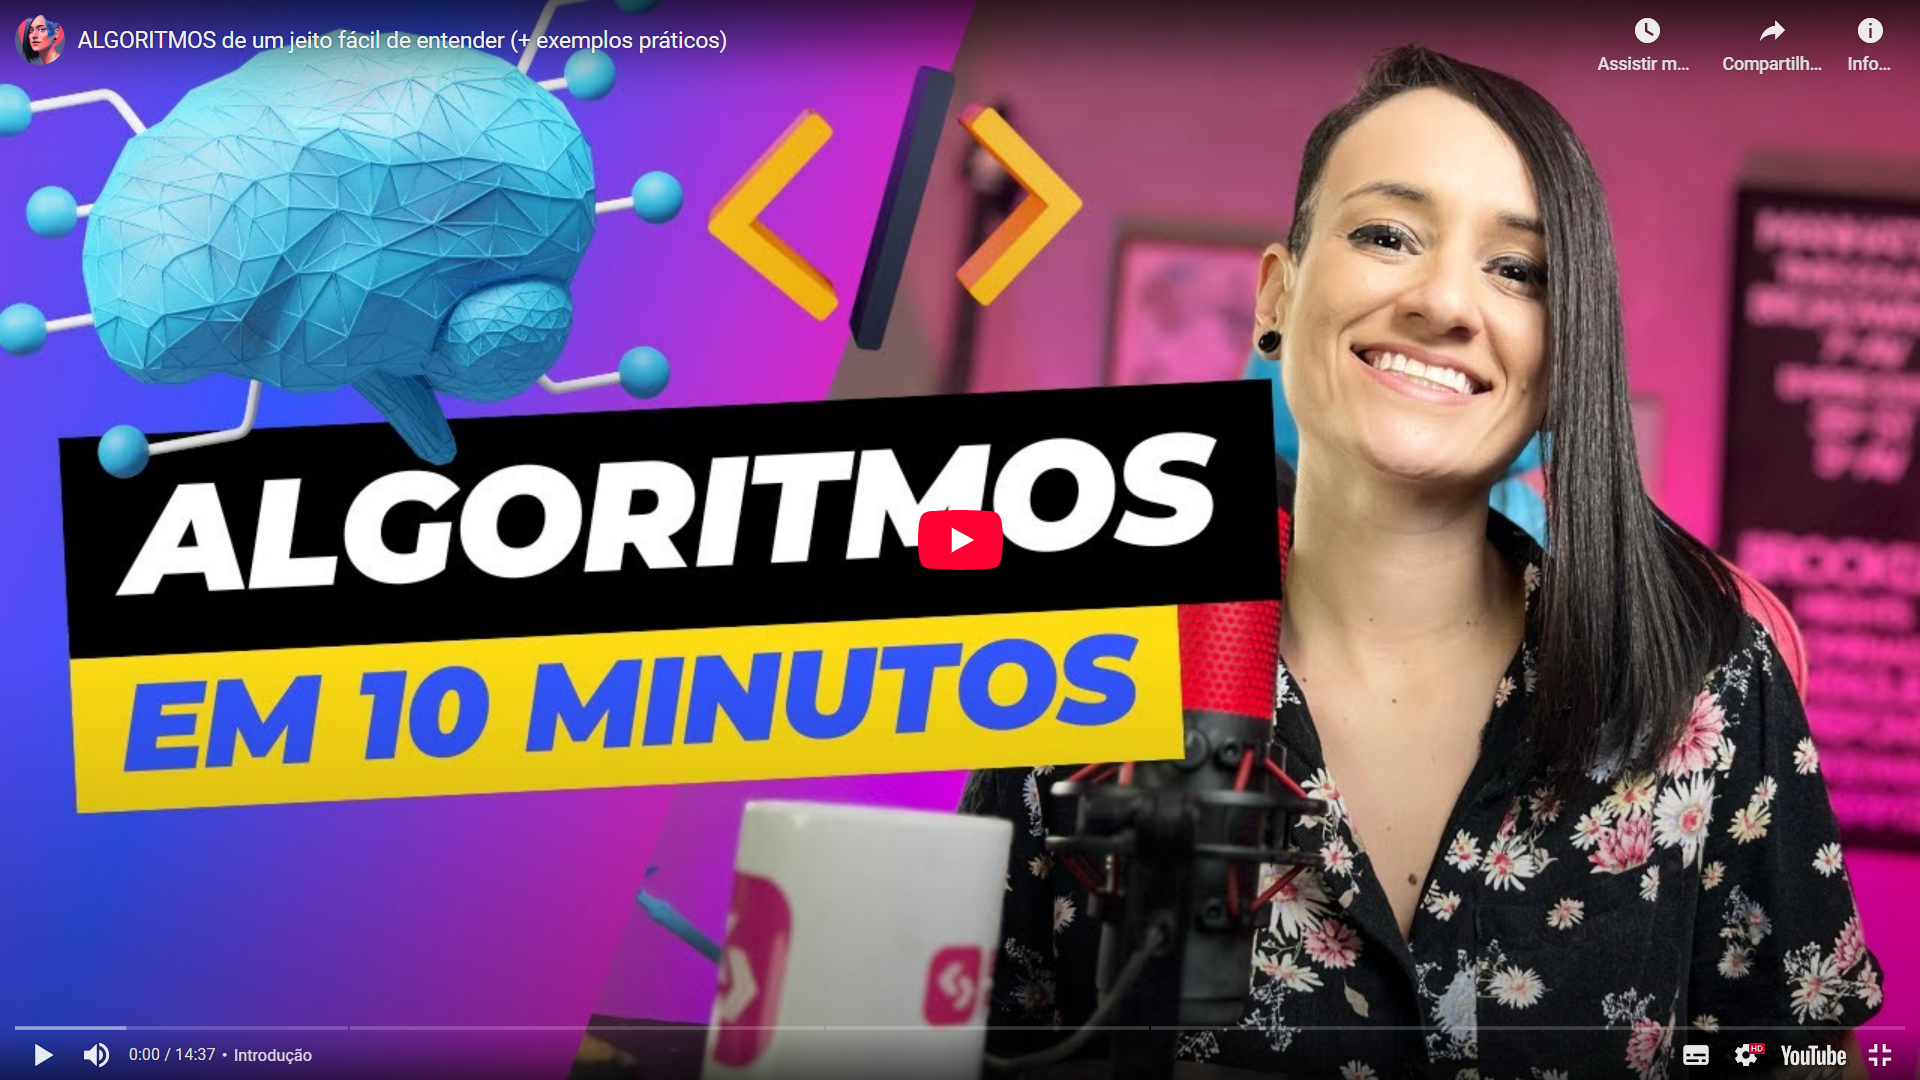 ALGORITMOS de um jeito fácil de entender (+ exemplos práticos)
Assistir m...
Compartilh...
Info...
ALGORITMOS
EM 10 MINUTOS
0:00 / 14:37 • Introdução
HD
YouTube